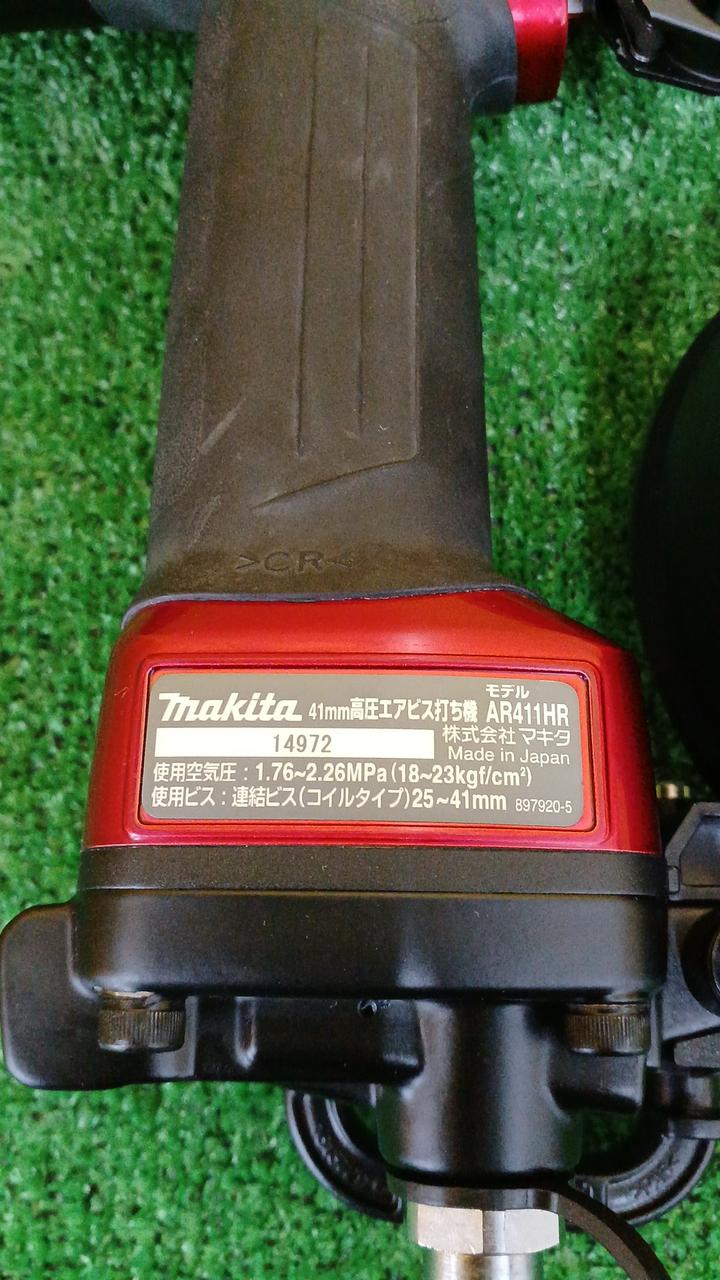 >CR<
makita 41mm高圧エアビス打ち機 モデル AR411HR
14972 株式会社マキタ
Made in Japan
使用空気圧：1.76~2.26MPa(18~23kgf/cm²)
使用ビス：連結ビス(コイルタイプ)25~41mm 897920-5